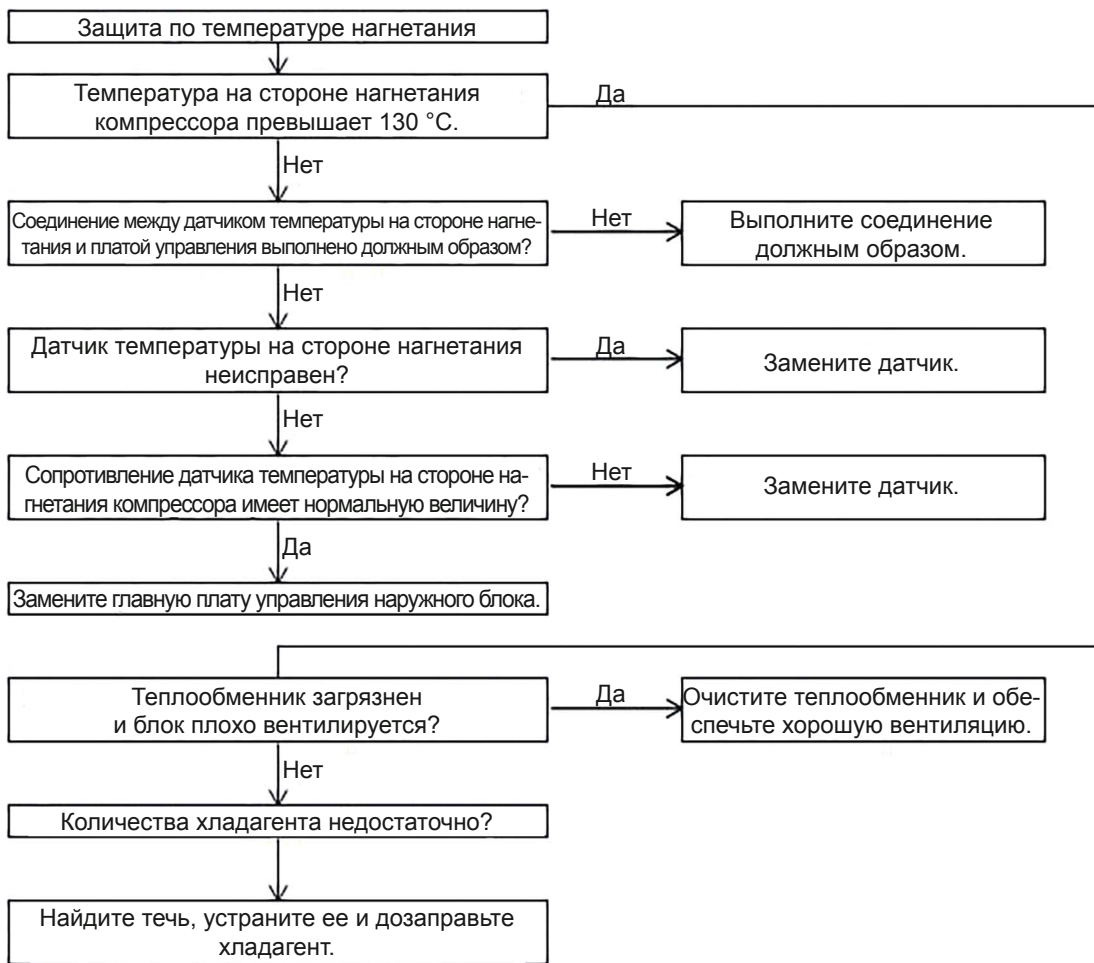 Защита по температуре нагнетания
Температура на стороне нагнетания
компрессора превышает 130 °C.
Да
Нет
Соединение между датчиком температуры на стороне нагне-
тания и платой управления выполнено должным образом?
Нет
Выполните соединение
должным образом.
Нет
Датчик температуры на стороне нагнетания
неисправен?
Да
Замените датчик.
Нет
Сопротивление датчика температуры на стороне на-
гнетания компрессора имеет нормальную величину?
Нет
Замените датчик.
Да
Замените главную плату управления наружного блока.
Теплообменник загрязнен
и блок плохо вентилируется?
Да
Очистите теплообменник и обе-
спечьте хорошую вентиляцию.
Нет
Количества хладагента недостаточно?
Найдите течь, устраните ее и дозаправьте
хладагент.